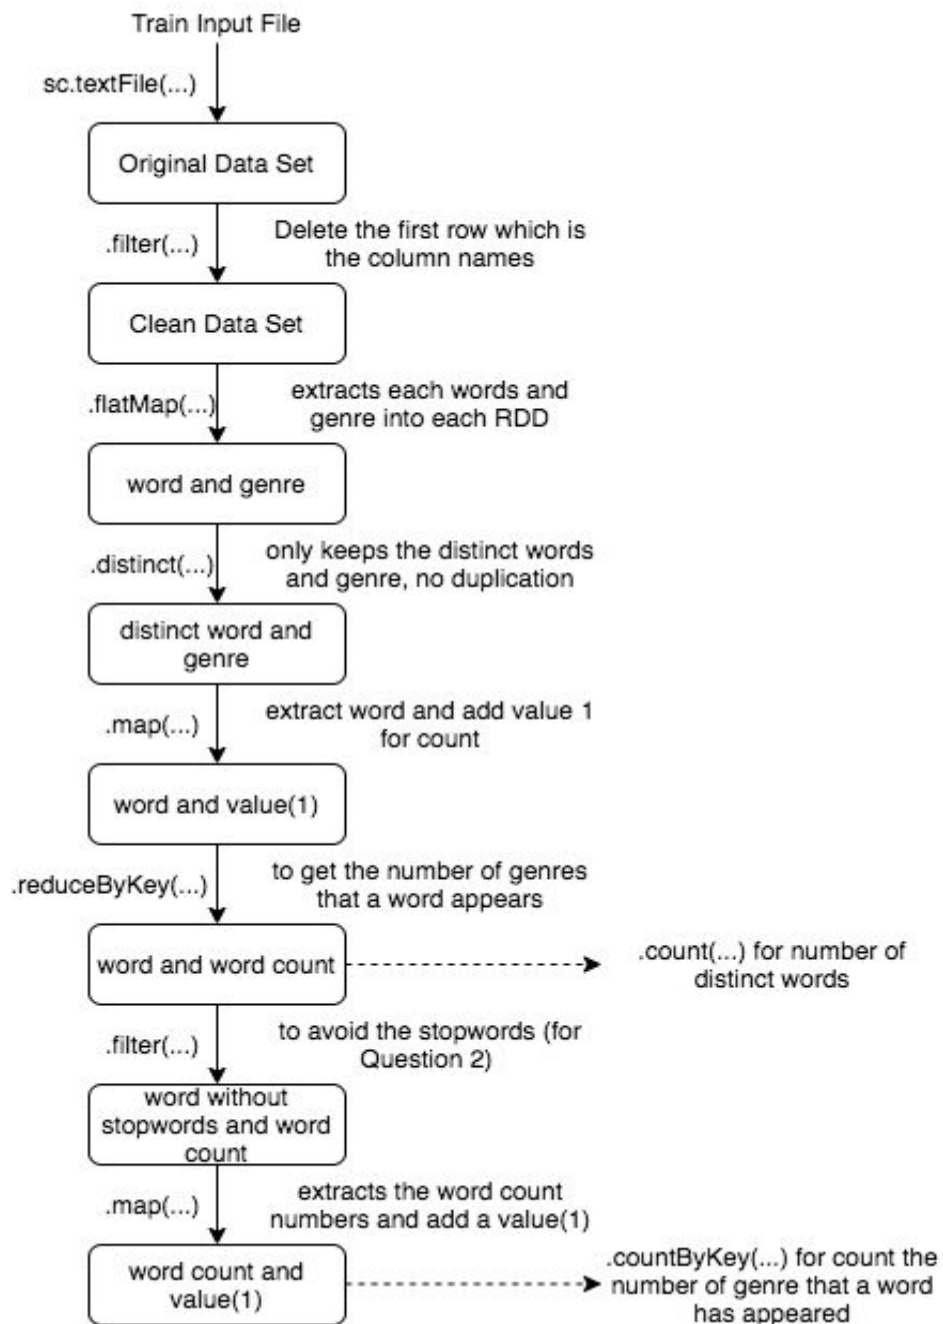 Train Input File
sc.textFile(...)
Original Data Set
.filter(...)
Delete the first row which is
the column names
Clean Data Set
.flatMap(...)
extracts each words and
genre into each RDD
word and genre
.distinct(...)
only keeps the distinct words
and genre, no duplication
distinct word and
genre
.map(...)
extract word and add value 1
for count
word and value(1)
.reduceByKey(...)
to get the number of genres
that a word appears
word and word count
.count(...) for number of
distinct words
.filter(...)
to avoid the stopwords (for
Question 2)
word without
stopwords and word
count
.map(...)
extracts the word count
numbers and add a value(1)
word count and
value(1)
.countByKey(...) for count the
number of genre that a word
has appeared